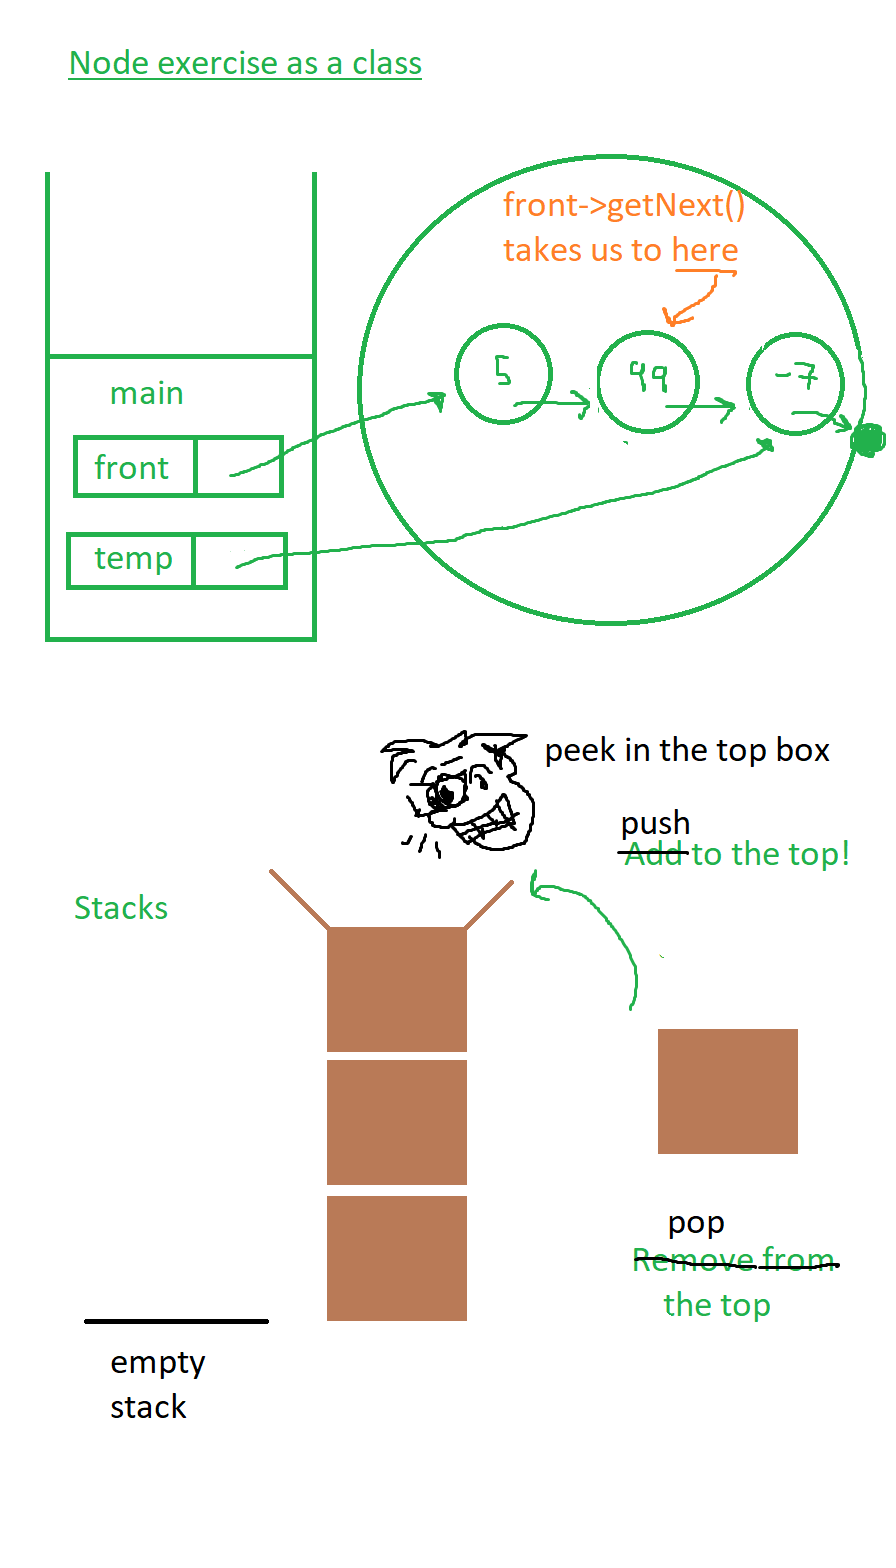 Node exercise as a class
front->getNext()
takes us to here
5
49
-7
main
front
temp
peek in the top box
push
Add to the top!
Stacks
pop
Remove from
the top
empty
stack